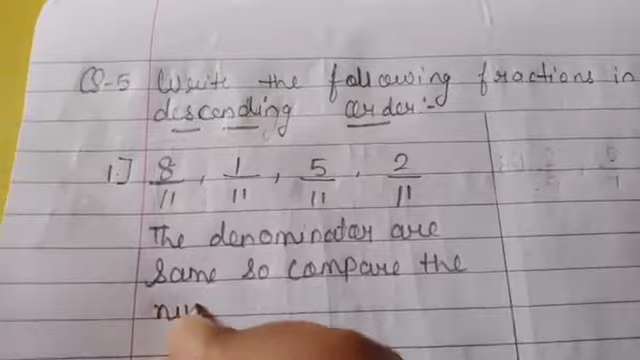 Q-5 Write the following fractions in
descending order:-
1.] 8/11, 1/11, 5/11, 2/11
The denominator are
same so compare the
nu